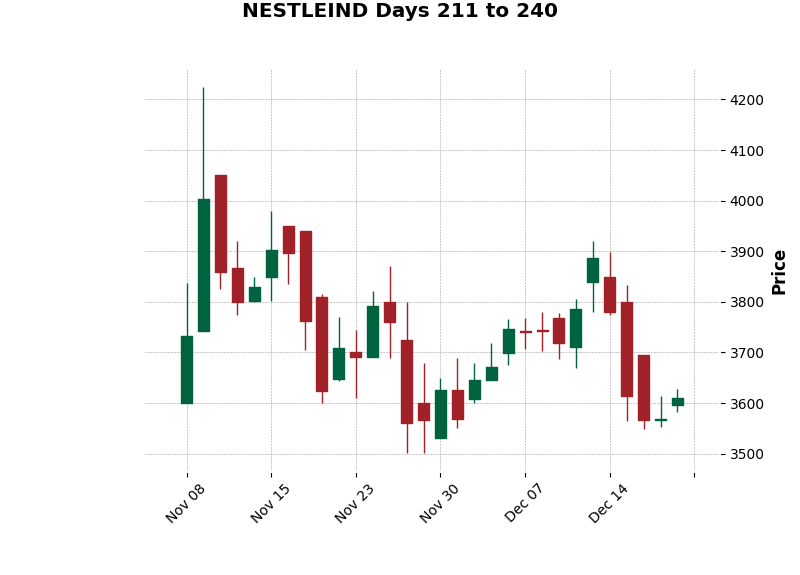 NESTLEIND Days 211 to 240
4200
4100
4000
3900
3800
3700
3600
3500
Price
Nov 08
Nov 15
Nov 23
Nov 30
Dec 07
Dec 14